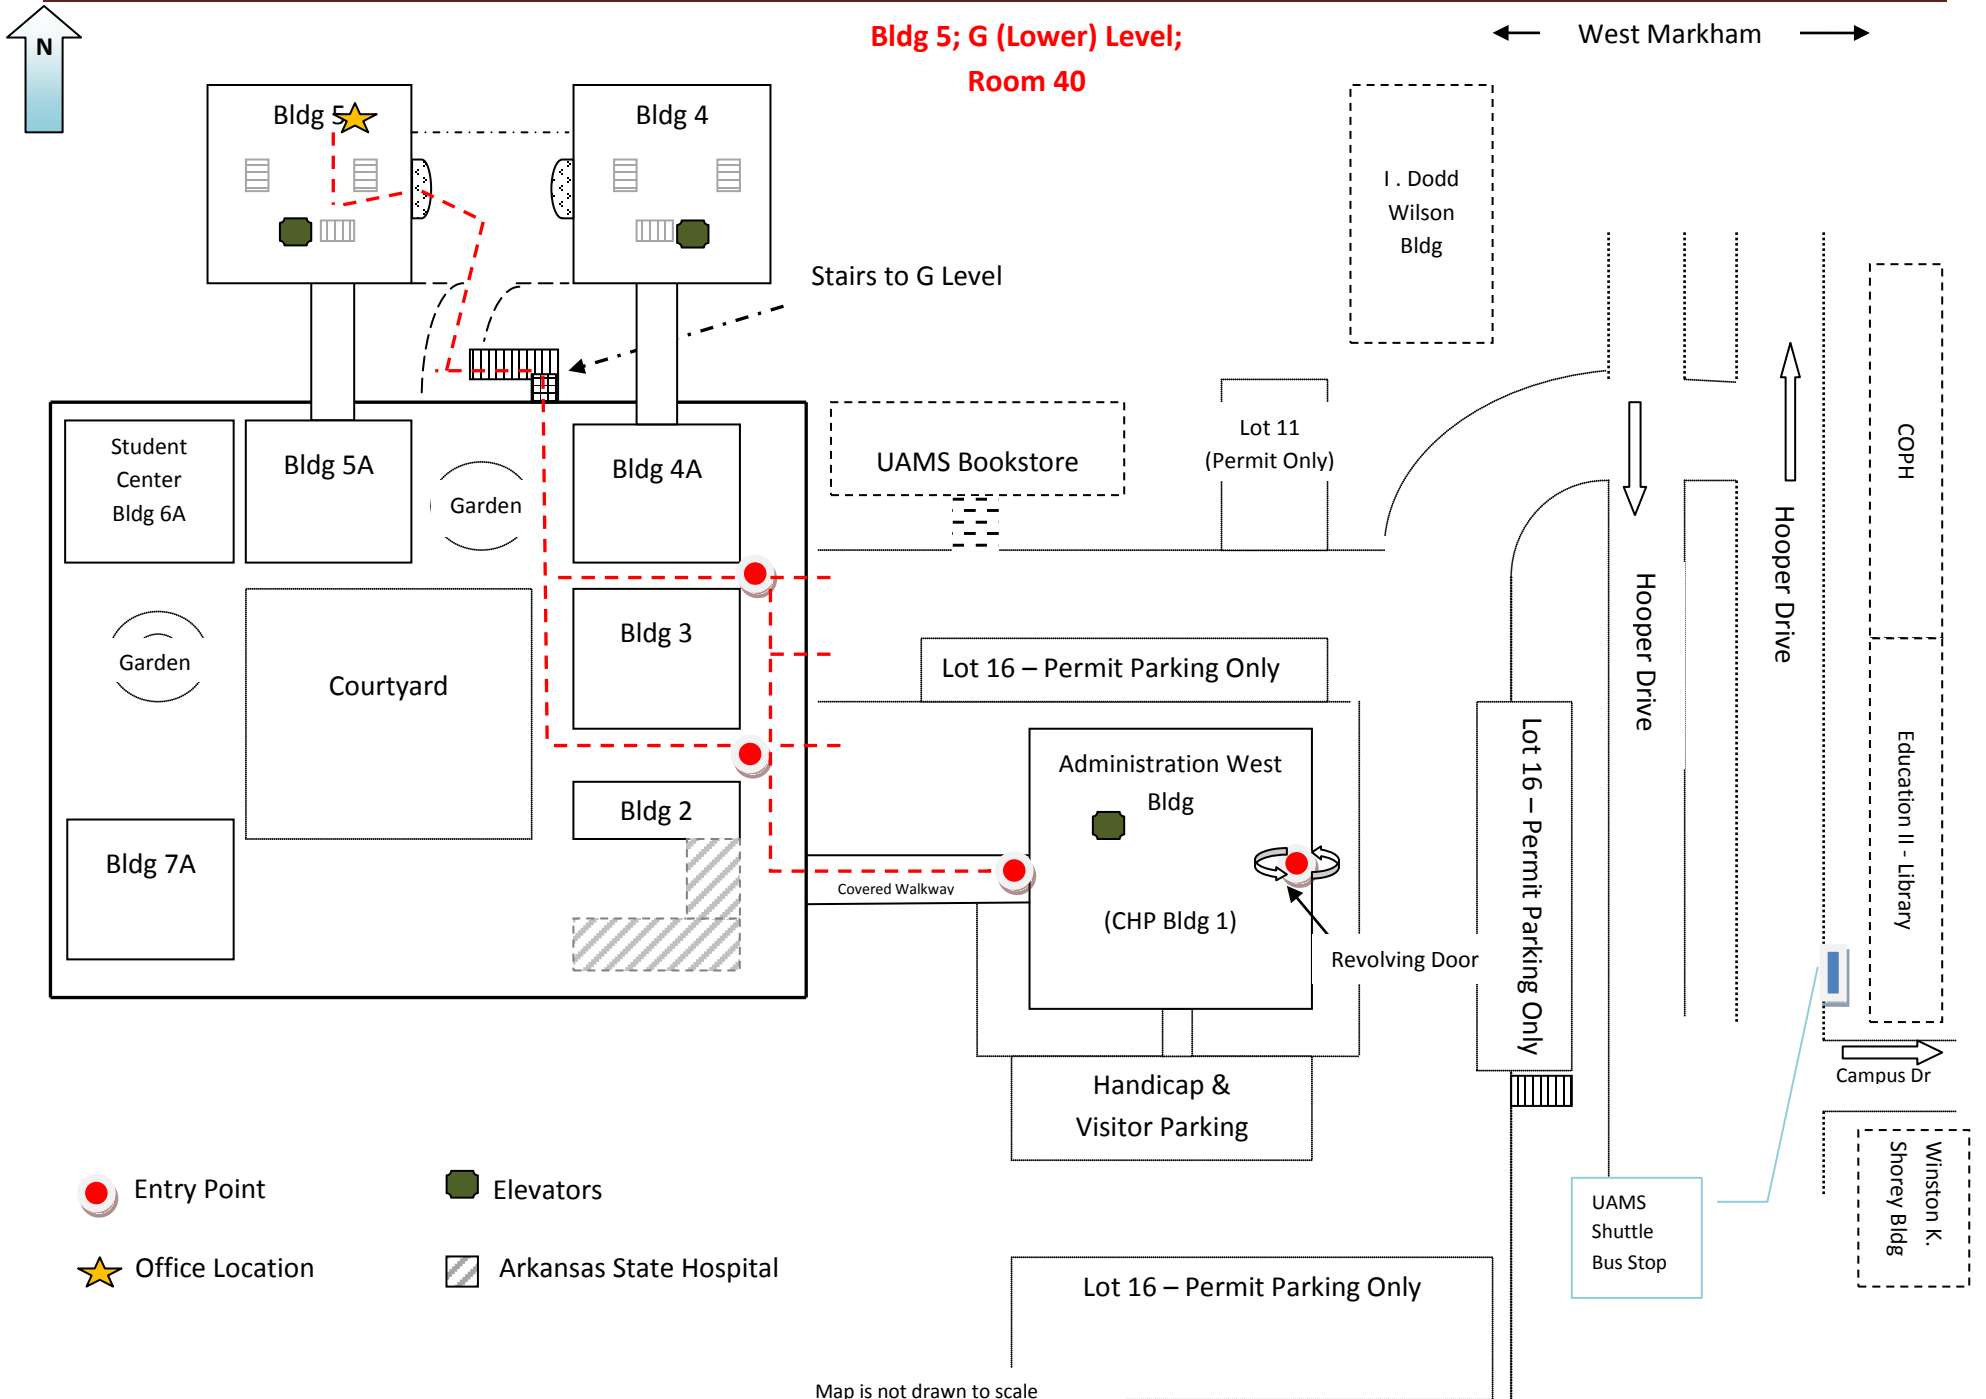 N
Bldg 5; G (Lower) Level;
Room 40
West Markham
Bldg 5
Bldg 4
I . Dodd
Wilson
Bldg
Stairs to G Level
Student
Center
Bldg 6A
Bldg 5A
Garden
Bldg 4A
UAMS Bookstore
Lot 11
(Permit Only)
COPH
Hooper Drive
Hooper Drive
Garden
Courtyard
Bldg 3
Lot 16 – Permit Parking Only
Administration West
Bldg
(CHP Bldg 1)
Lot 16 – Permit Parking Only
Education II - Library
Bldg 2
Bldg 7A
Covered Walkway
Revolving Door
Handicap &
Visitor Parking
Campus Dr
Winston K.
Shorey Bldg
Entry Point
Elevators
UAMS
Shuttle
Bus Stop
Office Location
Arkansas State Hospital
Lot 16 – Permit Parking Only
Map is not drawn to scale